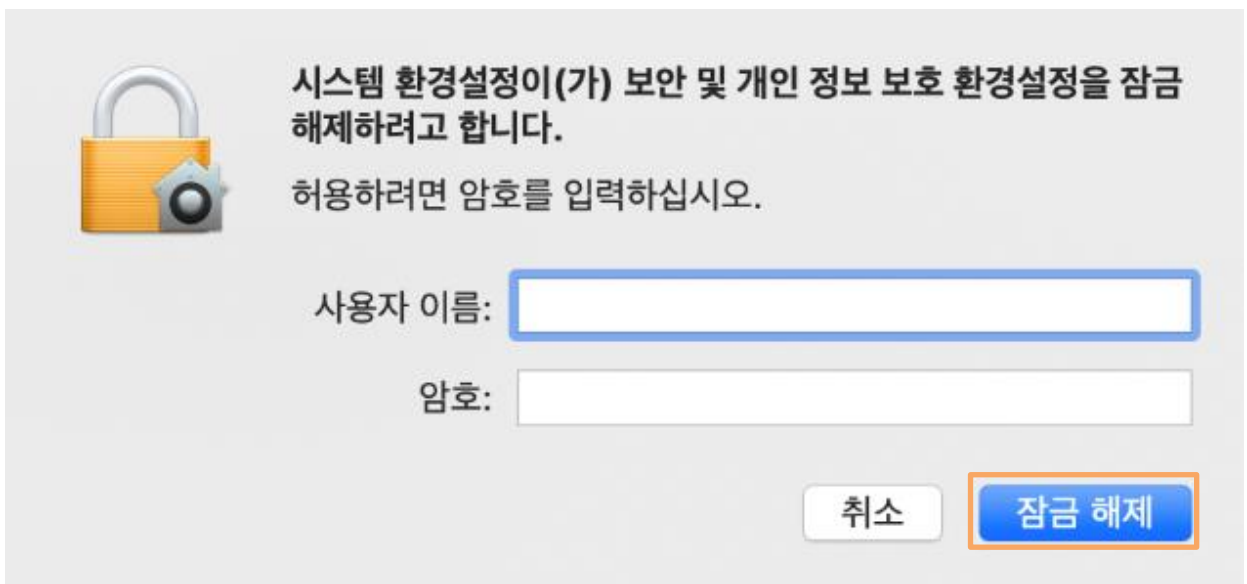 시스템 환경설정이(가) 보안 및 개인 정보 보호 환경설정을 잠금
해제하려고 합니다.
허용하려면 암호를 입력하십시오.
사용자 이름:
암호:
취소 잠금 해제